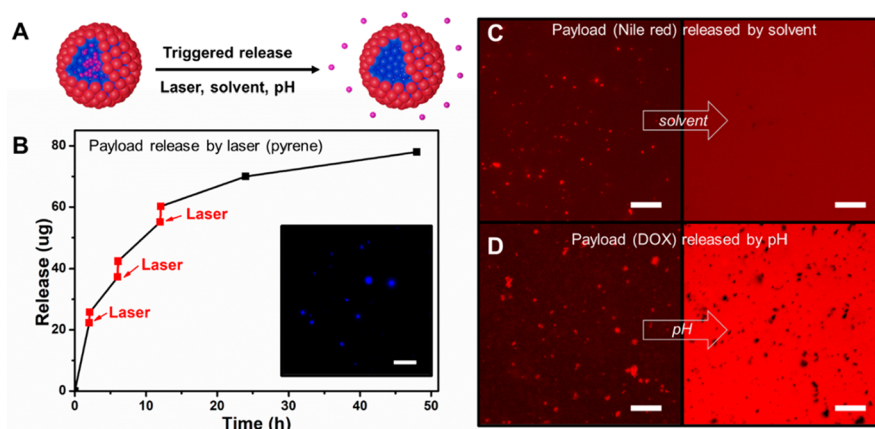 A
Triggered release
Laser, solvent, pH
B
Payload release by laser (pyrene)
80
60
40
20
0
Release (ug)
Laser
Laser
Laser
0
10
20
30
40
50
Time (h)
C
Payload (Nile red) released by solvent
solvent
D
Payload (DOX) released by pH
pH